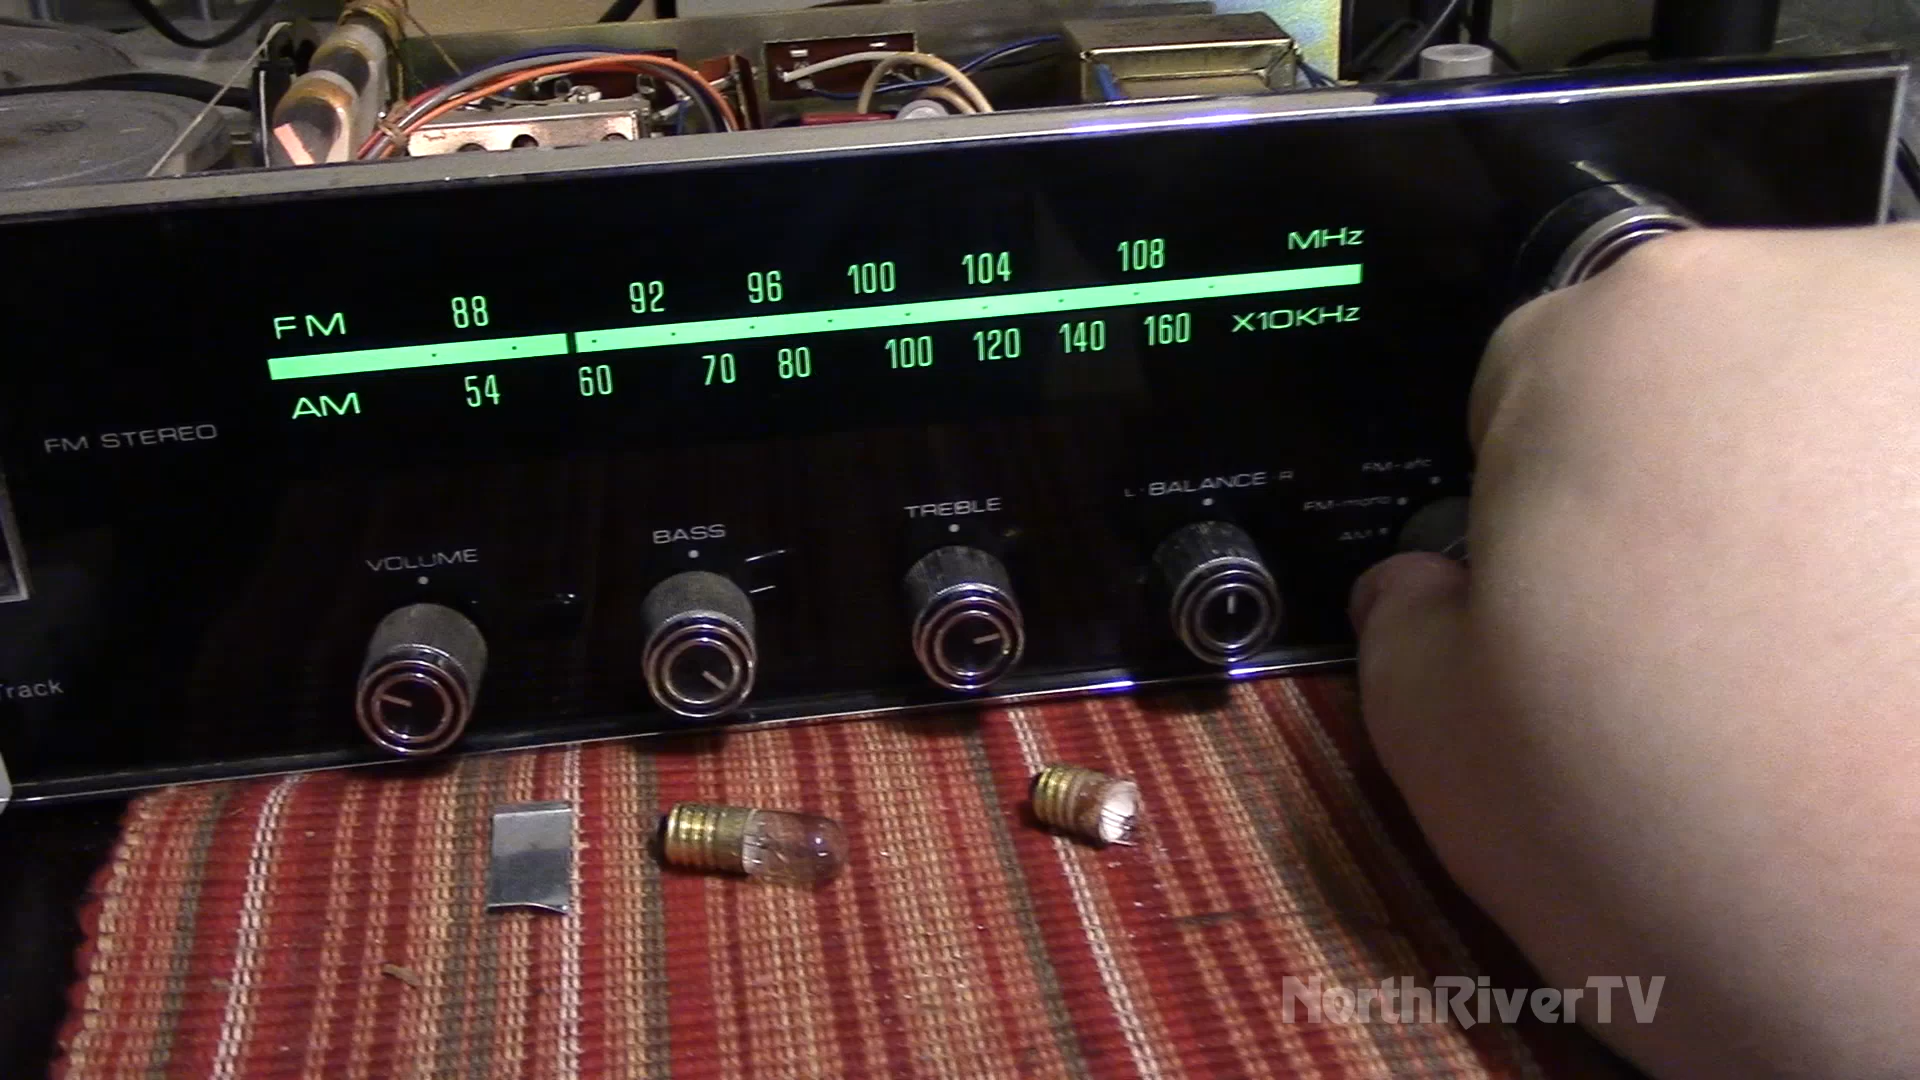 88 92 96 100 104 108 MHz
FM
AM 54 60 70 80 100 120 140 160 X10KHz
FM STEREO
VOLUME BASS TREBLE L·BALANCE·R
FM-afc
FM-mono
AM
Track
NorthRiverTV